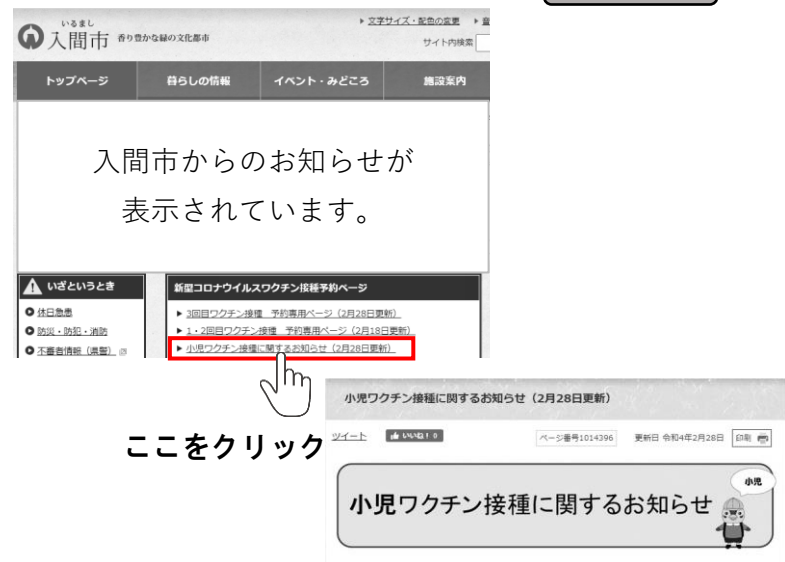 いるまし
入間市 香り豊かな緑の文化都市
文字サイズ・配色の変更
サイト内検索
トップページ 暮らしの情報 イベント・みどころ 施設案内
入間市からのお知らせが
表示されています。
いざというとき
休日急患
防災・防犯・消防
不審者情報（県警）
新型コロナウイルスワクチン接種予約ページ
3回目ワクチン接種 予約専用ページ（2月28日更新）
1・2回目ワクチン接種 予約専用ページ（2月18日更新）
小児ワクチン接種に関するお知らせ（2月28日更新）
ここをクリック
小児ワクチン接種に関するお知らせ（2月28日更新）
ツイート いいね！ 0 ページ番号1014396 更新日 令和4年2月28日 印刷
小児
小児ワクチン接種に関するお知らせ